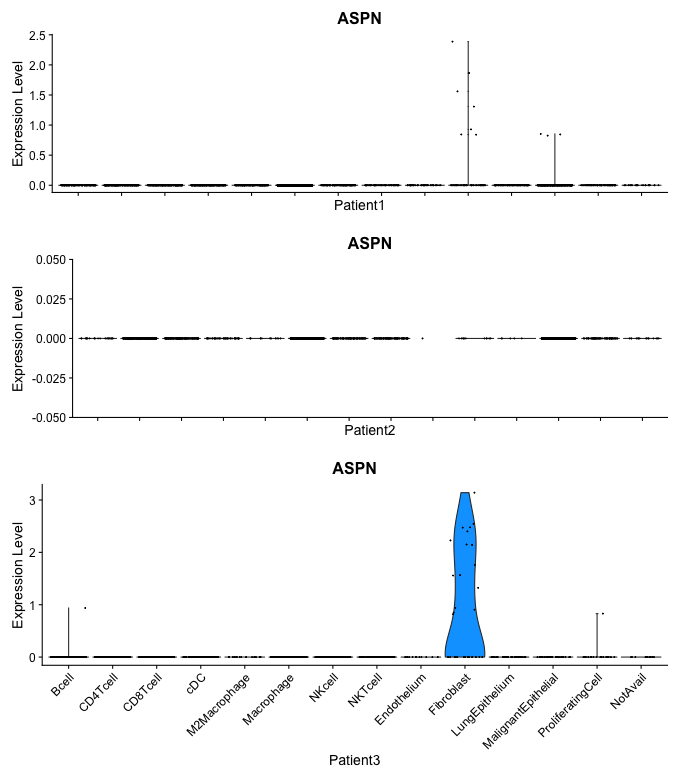 ASPN
Expression Level
2.5
2.0
1.5
1.0
0.5
0.0
Patient1
ASPN
Expression Level
0.050
0.025
0.000
-0.025
-0.050
Patient2
ASPN
Expression Level
3
2
1
0
Bcell
CD4Tcell
CD8Tcell
cDC
M2Macrophage
Macrophage
NKcell
NKTcell
Endothelium
Fibroblast
LungEpithelium
MalignantEpithelial
ProliferatingCell
NotAvail
Patient3